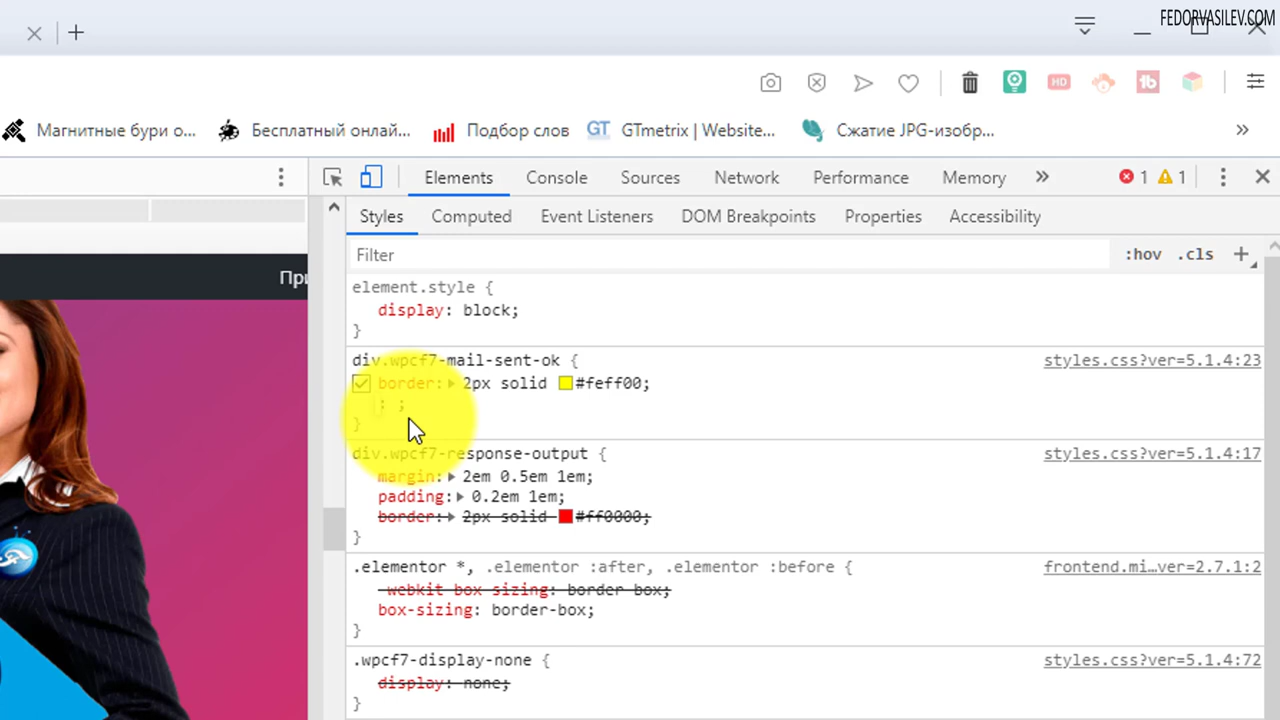 FEDORVASILEV.COM
HD
Магнитные бури о...
Бесплатный онлай...
Подбор слов
GT
GTmetrix | Website...
Сжатие JPG-изобр...
»
Elements
Console
Sources
Network
Performance
Memory
»
1
1
Styles
Computed
Event Listeners
DOM Breakpoints
Properties
Accessibility
Filter
:hov
.cls
+
При
element.style {
display: block;
}
div.wpcf7-mail-sent-ok {
styles.css?ver=5.1.4:23
border: 2px solid #feff00;
: ;
}
div.wpcf7-response-output {
styles.css?ver=5.1.4:17
margin: 2em 0.5em 1em;
padding: 0.2em 1em;
border: 2px solid #ff0000;
}
.elementor *, .elementor :after, .elementor :before {
frontend.mi…ver=2.7.1:2
-webkit-box-sizing: border-box;
box-sizing: border-box;
}
.wpcf7-display-none {
styles.css?ver=5.1.4:72
display: none;
}